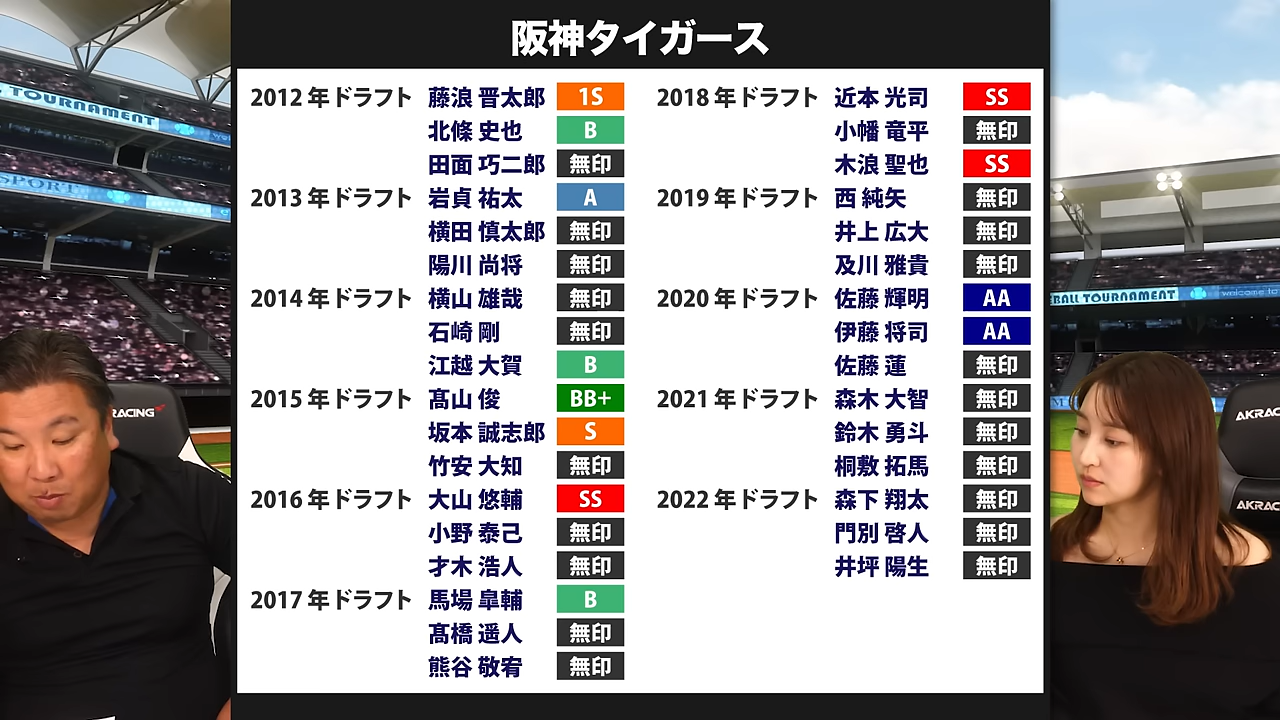 阪神タイガース
2012年ドラフト 藤浪 晋太郎 1S
北條 史也 B
田面 巧二郎 無印
2013年ドラフト 岩貞 祐太 A
横田 慎太郎 無印
陽川 尚将 無印
2014年ドラフト 横山 雄哉 無印
石崎 剛 無印
江越 大賀 B
2015年ドラフト 髙山 俊 BB+
坂本 誠志郎 S
竹安 大知 無印
2016年ドラフト 大山 悠輔 SS
小野 泰己 無印
才木 浩人 無印
2017年ドラフト 馬場 皐輔 B
髙橋 遥人 無印
熊谷 敬宥 無印
2018年ドラフト 近本 光司 SS
小幡 竜平 無印
木浪 聖也 SS
2019年ドラフト 西 純矢 無印
井上 広大 無印
及川 雅貴 無印
2020年ドラフト 佐藤 輝明 AA
伊藤 将司 AA
佐藤 蓮 無印
2021年ドラフト 森木 大智 無印
鈴木 勇斗 無印
桐敷 拓馬 無印
2022年ドラフト 森下 翔太 無印
門別 啓人 無印
井坪 陽生 無印
TOURNAMENT
SPORT
RACING
BALL TOURNAMENT
welcome to
AKRAC
AKRAC